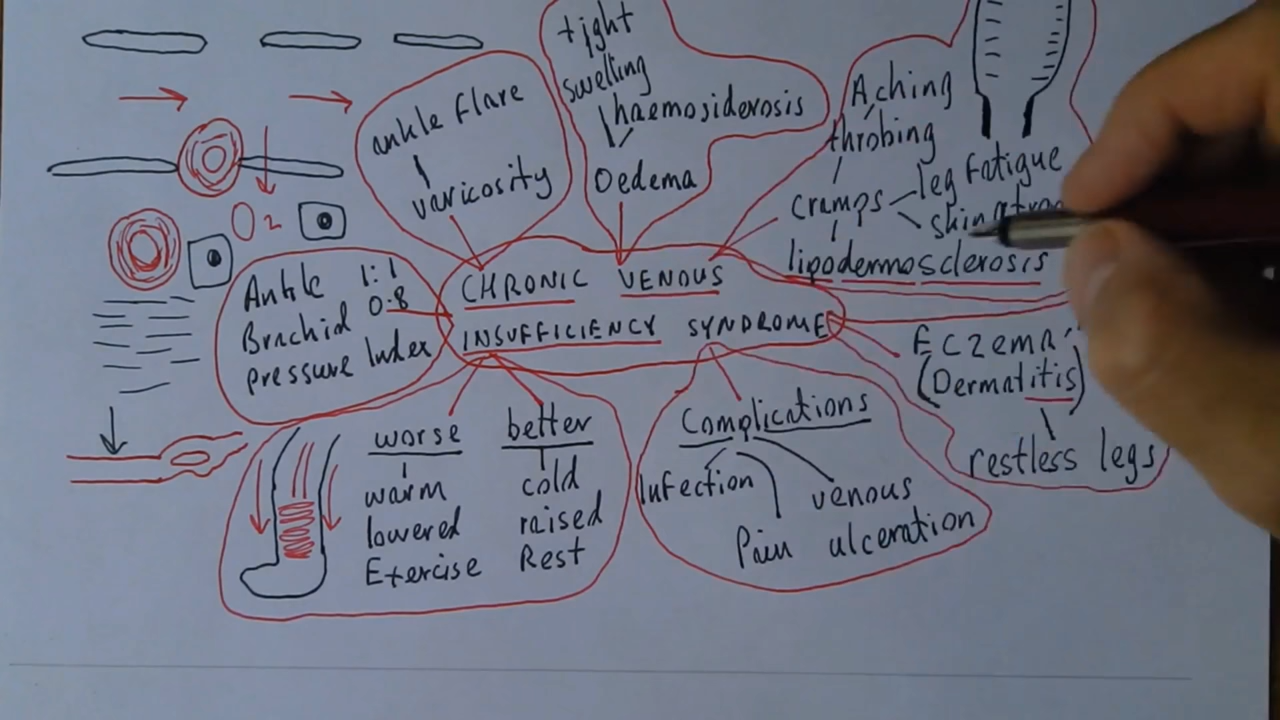 tight
swelling
haemosiderosis
Oedema
ankle flare
varicosity
Aching
throbing
cramps
leg fatigue
lipodermosclerosis
O2
Ankle 1:1
Brachial 0.8
pressure Index
CHRONIC VENOUS
INSUFFICIENCY SYNDROME
Eczema
(Dermatitis)
restless legs
worse
warm
lowered
Exercise
better
cold
raised
Rest
Complications
Infection
Pain
venous
ulceration